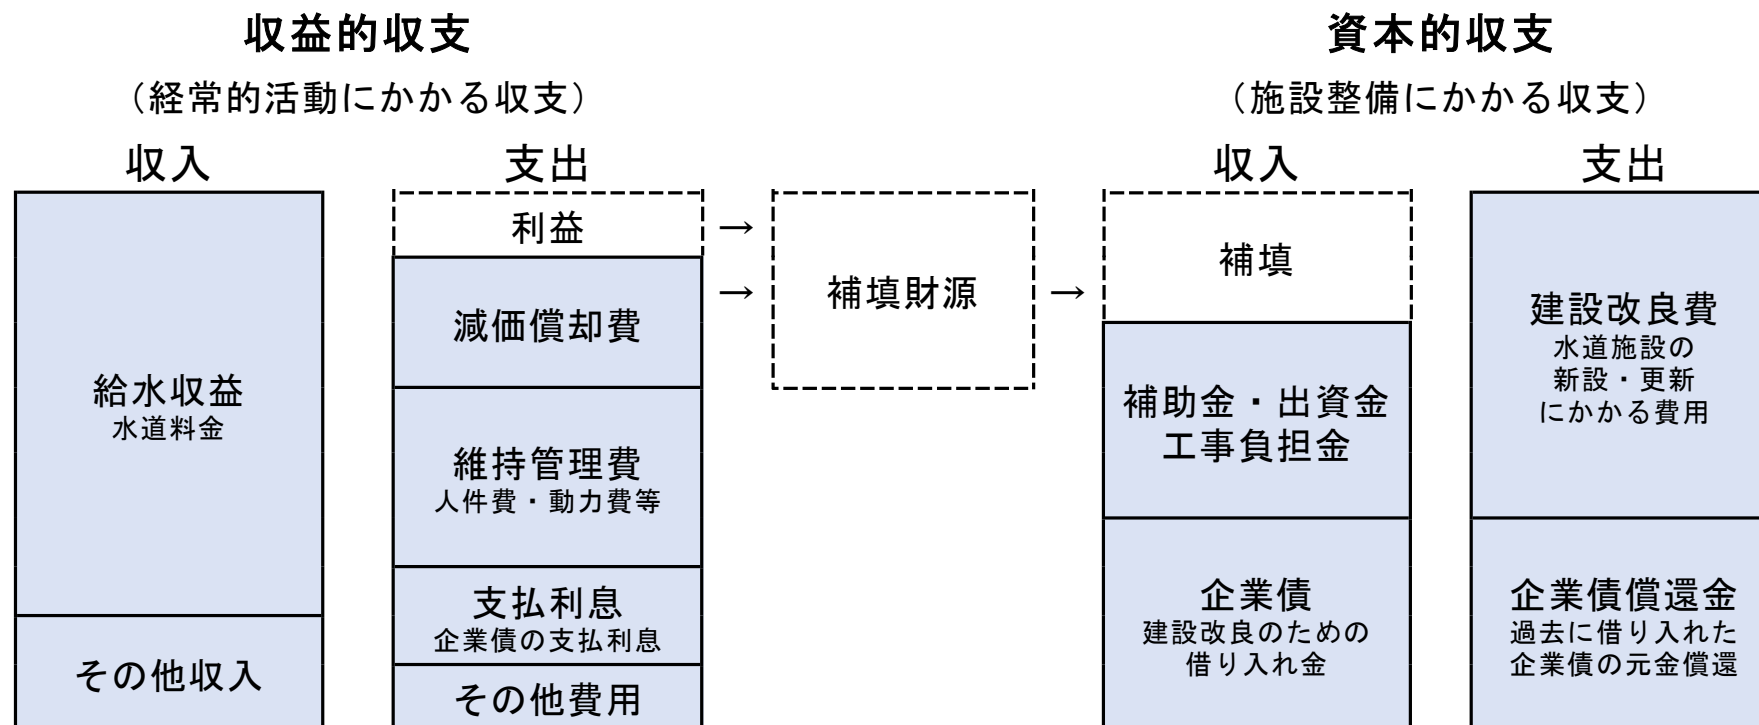 収益的収支
（経常的活動にかかる収支）
収入
支出
給水収益
水道料金
その他収入
利益
減価償却費
維持管理費
人件費・動力費等
支払利息
企業債の支払利息
その他費用
→
→
補填財源
→
資本的収支
（施設整備にかかる収支）
収入
支出
補填
補助金・出資金
工事負担金
企業債
建設改良のための
借り入れ金
建設改良費
水道施設の
新設・更新
にかかる費用
企業債償還金
過去に借り入れた
企業債の元金償還